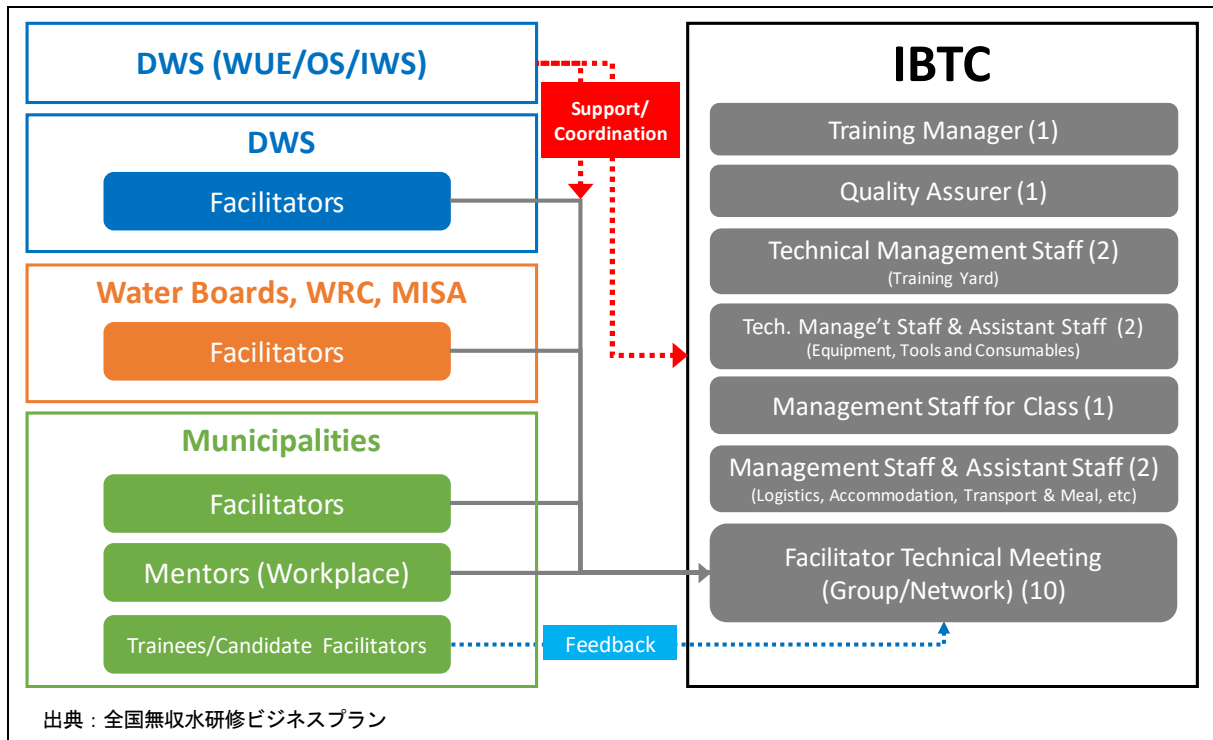 DWS (WUE/OS/IWS)
DWS
Facilitators
Water Boards, WRC, MISA
Facilitators
Municipalities
Facilitators
Mentors (Workplace)
Trainees/Candidate Facilitators
Support/
Coordination
Feedback
IBTC
Training Manager (1)
Quality Assurer (1)
Technical Management Staff (2)
(Training Yard)
Tech. Manage't Staff & Assistant Staff (2)
(Equipment, Tools and Consumables)
Management Staff for Class (1)
Management Staff & Assistant Staff (2)
(Logistics, Accommodation, Transport & Meal, etc)
Facilitator Technical Meeting
(Group/Network) (10)
出典：全国無収水研修ビジネスプラン